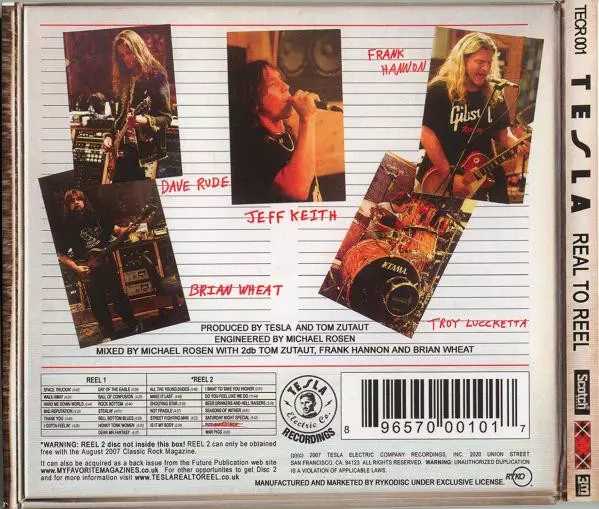 FRANK
HANNON
Gibson
DAVE RUDE
JEFF KEITH
BRIAN WHEAT
TAMA
TROY LUCCKETTA
PRODUCED BY TESLA AND TOM ZUTAUT
ENGINEERED BY MICHAEL ROSEN
MIXED BY MICHAEL ROSEN WITH 2db TOM ZUTAUT, FRANK HANNON AND BRIAN WHEAT
REEL 1
SPACE TRUCKIN'
WALK AWAY
HAND ME DOWN WORLD
BAD REPUTATION
THANK YOU
I GOTTA FEELIN'
DAY OF THE EAGLE
BALL OF CONFUSION
ROCK BOTTOM
STEALIN'
BELL BOTTOM BLUES
HONKY TONK WOMEN
DEAR MR. FANTASY
*REEL 2
ALL THE YOUNG DUDES
MAKE IT LAST
SHOOTING STAR
NOT FRAGILE
STREET FIGHTING MAN
IS IT MY BODY
I WANT TO TAKE YOU HIGHER
DO YOU FEEL LIKE WE DO
BEER DRINKERS AND HELL RAISERS
SEASONS OF WITHER
SATURDAY NIGHT SPECIAL
WAR PIGS
TESLA
Electric Co.
RECORDINGS
8 96570 00101 7
*WARNING: REEL 2 disc not inside this box! REEL 2 can only be obtained
free with the August 2007 Classic Rock Magazine.
It can also be acquired as a back issue from the Future Publication web site
www.MYFAVORITEMAGAZINES.co.uk. For other opportunities to get Disc 2
and for more information, go to www.TESLAREALTOREEL.com.
(p)(c) 2007 TESLA ELECTRIC COMPANY RECORDINGS, INC. 2020 UNION STREET
SAN FRANCISCO, CA. 94123. ALL RIGHTS RESERVED. WARNING: UNAUTHORIZED DUPLICATION
IS A VIOLATION OF APPLICABLE LAWS.
MANUFACTURED AND MARKETED BY RYKODISC UNDER EXCLUSIVE LICENSE.
RYKO
TECR 001
TESLA
REAL TO REEL
Scotch
3M